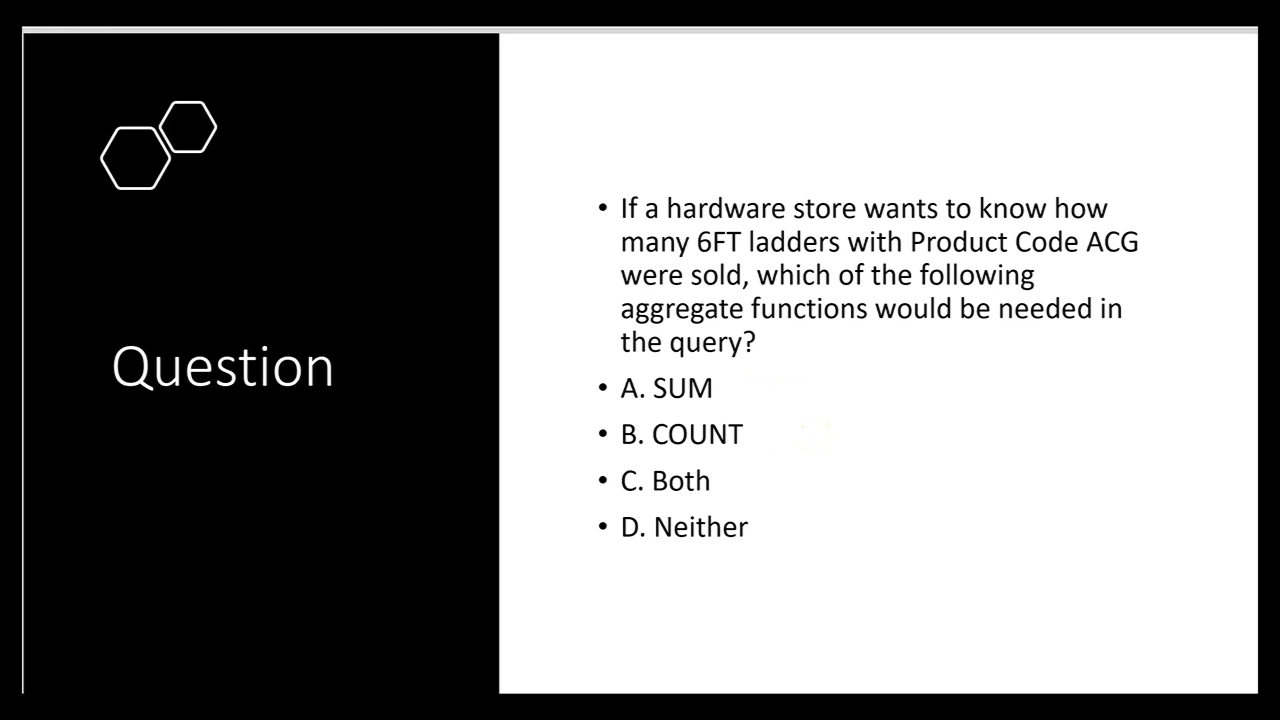 Question
• If a hardware store wants to know how
many 6FT ladders with Product Code ACG
were sold, which of the following
aggregate functions would be needed in
the query?
• A. SUM
• B. COUNT
• C. Both
• D. Neither